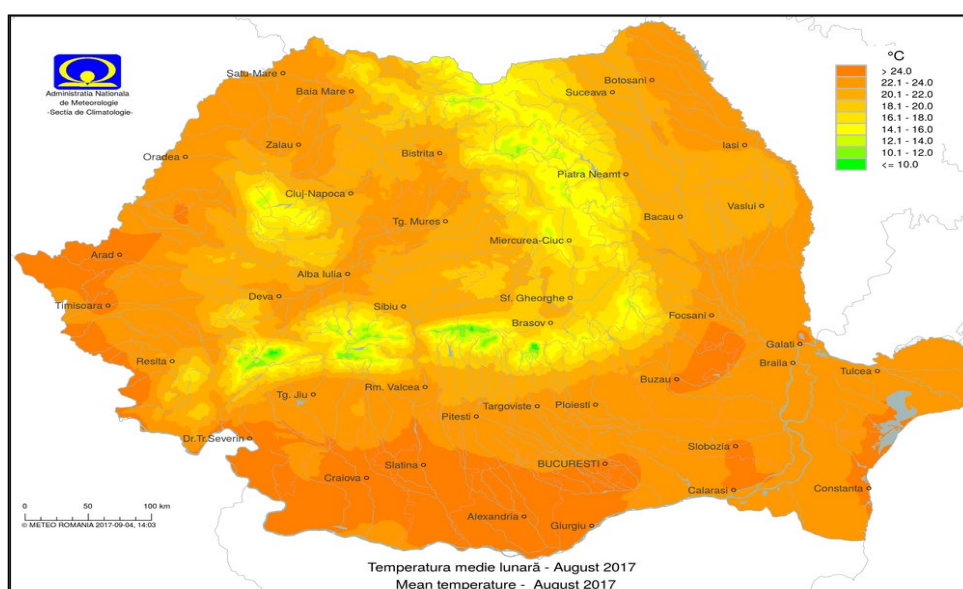 Administratia Nationala
de Meteorologie
-Sectia de Climatologie-
°C
> 24.0
22.1 - 24.0
20.1 - 22.0
18.1 - 20.0
16.1 - 18.0
14.1 - 16.0
12.1 - 14.0
10.1 - 12.0
<= 10.0
Satu-Mare
Botosani
Baia Mare
Suceava
Zalau
Iasi
Oradea
Bistrita
Piatra Neamt
Cluj-Napoca
Vaslui
Bacau
Tg. Mures
Miercurea-Ciuc
Arad
Alba Iulia
Deva
Sf. Gheorghe
Timisoara
Sibiu
Focsani
Brasov
Galati
Resita
Braila
Tulcea
Buzau
Rm. Valcea
Tg. Jiu
Targoviste
Ploiesti
Pitesti
Dr.Tr.Severin
Slobozia
Slatina
BUCURESTI
Craiova
Calarasi
Constanta
Alexandria
Giurgiu
0 50 100 km
© METEO ROMANIA 2017-09-04, 14:03
Temperatura medie lunară - August 2017
Mean temperature - August 2017